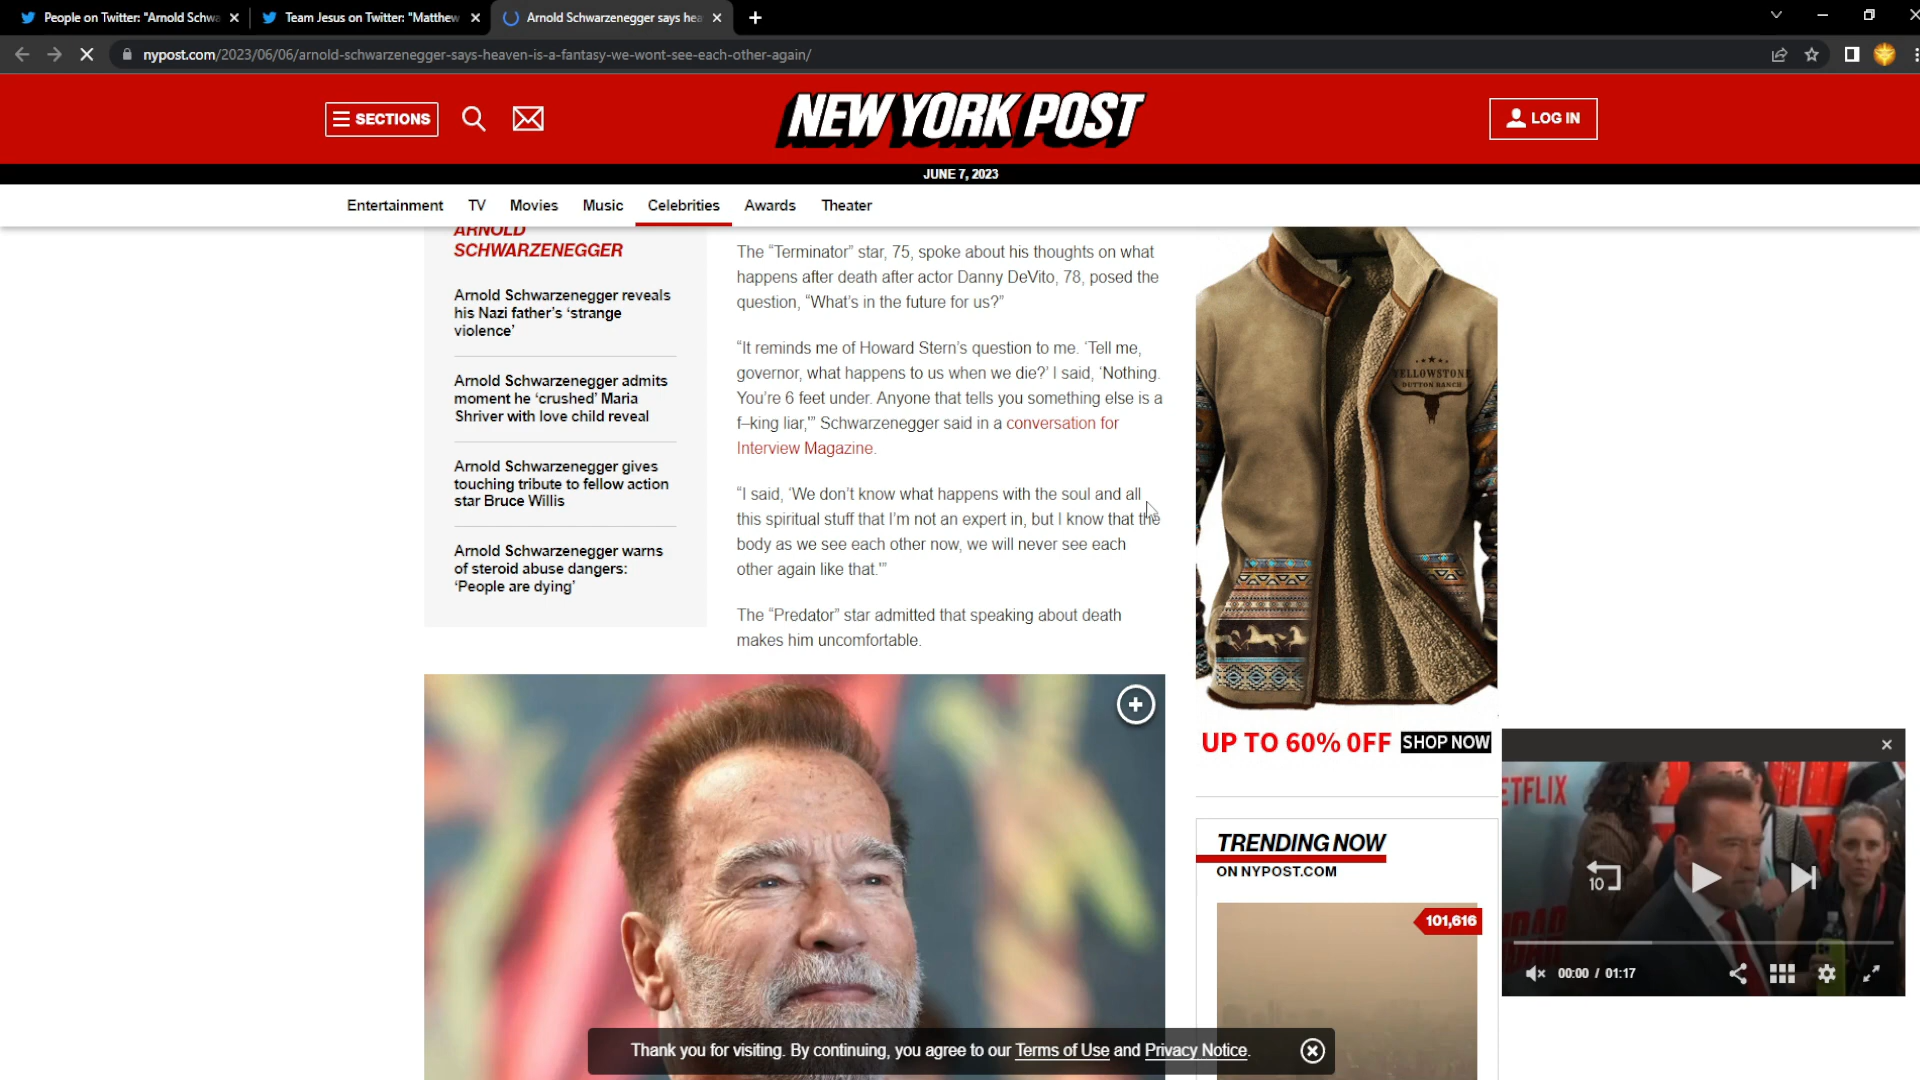 People on Twitter: "Arnold Schwa
Team Jesus on Twitter: "Matthew
Arnold Schwarzenegger says hea
nypost.com/2023/06/06/arnold-schwarzenegger-says-heaven-is-a-fantasy-we-wont-see-each-other-again/
SECTIONS
NEW YORK POST
LOG IN
JUNE 7, 2023
Entertainment TV Movies Music Celebrities Awards Theater
ARNOLD
SCHWARZENEGGER
Arnold Schwarzenegger reveals
his Nazi father's 'strange
violence'
Arnold Schwarzenegger admits
moment he 'crushed' Maria
Shriver with love child reveal
Arnold Schwarzenegger gives
touching tribute to fellow action
star Bruce Willis
Arnold Schwarzenegger warns
of steroid abuse dangers:
'People are dying'
The "Terminator" star, 75, spoke about his thoughts on what
happens after death after actor Danny DeVito, 78, posed the
question, "What's in the future for us?"
"It reminds me of Howard Stern's question to me. 'Tell me,
governor, what happens to us when we die?' I said, 'Nothing.
You're 6 feet under. Anyone that tells you something else is a
f–king liar,'" Schwarzenegger said in a conversation for
Interview Magazine.
"I said, 'We don't know what happens with the soul and all
this spiritual stuff that I'm not an expert in, but I know that the
body as we see each other now, we will never see each
other again like that.'"
The "Predator" star admitted that speaking about death
makes him uncomfortable.
YELLOWSTONE
DUTTON RANCH
UP TO 60% OFF SHOP NOW
TRENDING NOW
ON NYPOST.COM
101,616
ETFLIX
10
00:00 / 01:17
Thank you for visiting. By continuing, you agree to our Terms of Use and Privacy Notice.